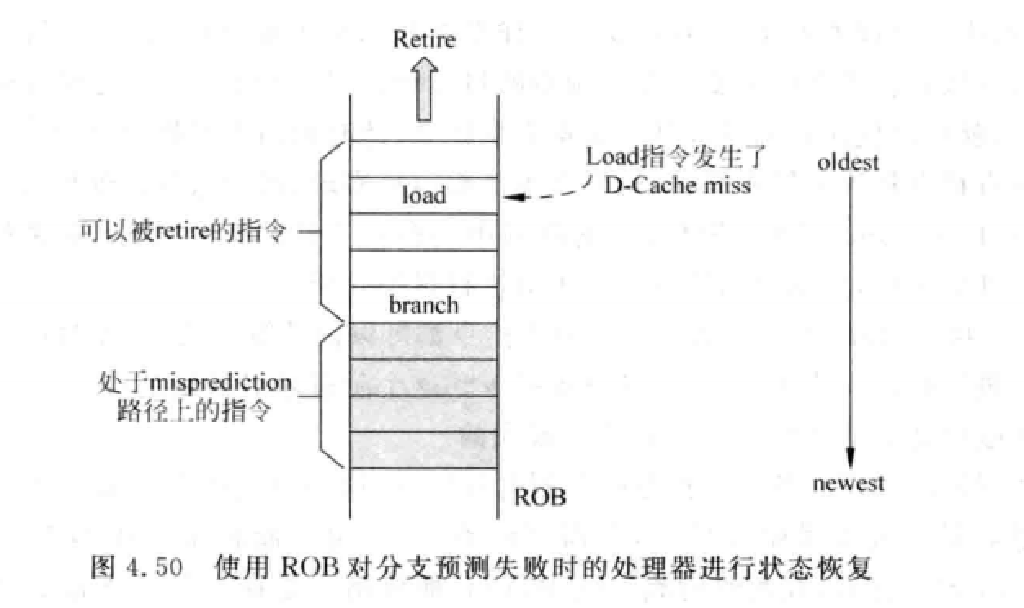 Retire
Load指令发生了
D-Cache miss
oldest
load
可以被retire的指令
branch
处于misprediction
路径上的指令
newest
ROB
图 4.50 使用 ROB 对分支预测失败时的处理器进行状态恢复